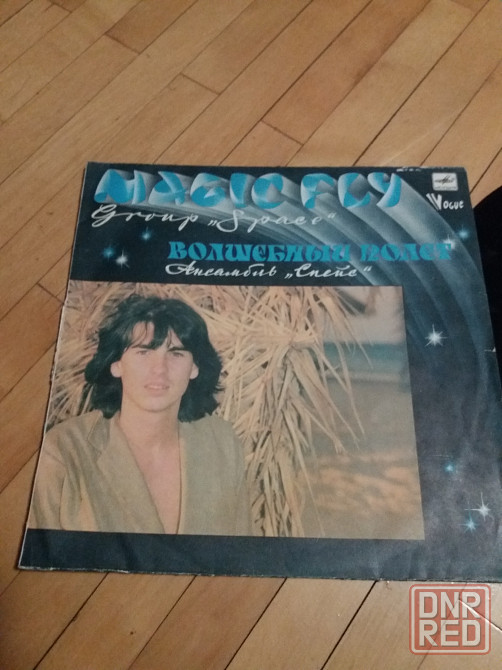 MAGIC FLY
Group „Space“
Vogue
ВОЛШЕБНЫЙ ПОЛЕТ
Ансамбль „Спейс“
DNR
RED